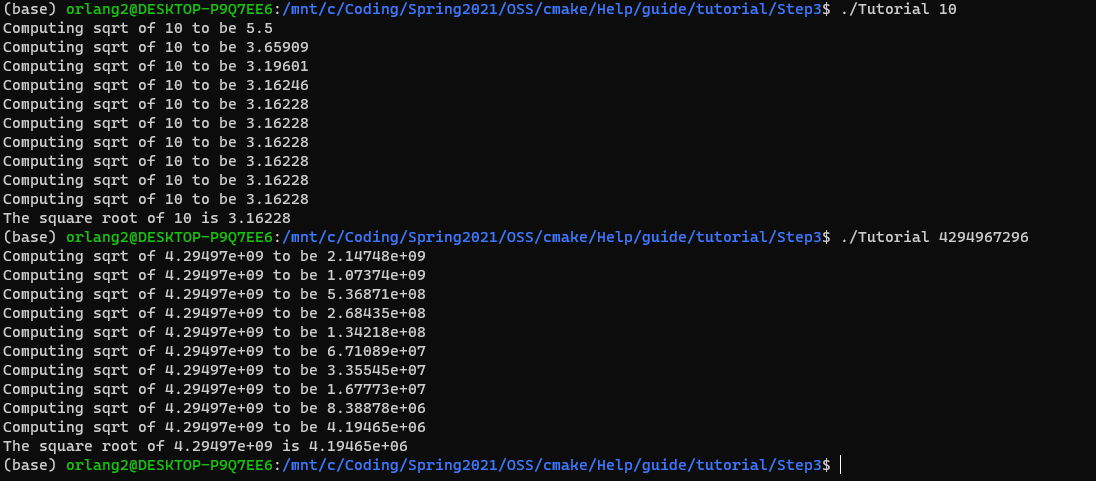 (base) orlang2@DESKTOP-P9Q7EE6:/mnt/c/Coding/Spring2021/OSS/cmake/Help/guide/tutorial/Step3$ ./Tutorial 10
Computing sqrt of 10 to be 5.5
Computing sqrt of 10 to be 3.65909
Computing sqrt of 10 to be 3.19601
Computing sqrt of 10 to be 3.16246
Computing sqrt of 10 to be 3.16228
Computing sqrt of 10 to be 3.16228
Computing sqrt of 10 to be 3.16228
Computing sqrt of 10 to be 3.16228
Computing sqrt of 10 to be 3.16228
Computing sqrt of 10 to be 3.16228
The square root of 10 is 3.16228
(base) orlang2@DESKTOP-P9Q7EE6:/mnt/c/Coding/Spring2021/OSS/cmake/Help/guide/tutorial/Step3$ ./Tutorial 4294967296
Computing sqrt of 4.29497e+09 to be 2.14748e+09
Computing sqrt of 4.29497e+09 to be 1.07374e+09
Computing sqrt of 4.29497e+09 to be 5.36871e+08
Computing sqrt of 4.29497e+09 to be 2.68435e+08
Computing sqrt of 4.29497e+09 to be 1.34218e+08
Computing sqrt of 4.29497e+09 to be 6.71089e+07
Computing sqrt of 4.29497e+09 to be 3.35545e+07
Computing sqrt of 4.29497e+09 to be 1.67773e+07
Computing sqrt of 4.29497e+09 to be 8.38878e+06
Computing sqrt of 4.29497e+09 to be 4.19465e+06
The square root of 4.29497e+09 is 4.19465e+06
(base) orlang2@DESKTOP-P9Q7EE6:/mnt/c/Coding/Spring2021/OSS/cmake/Help/guide/tutorial/Step3$